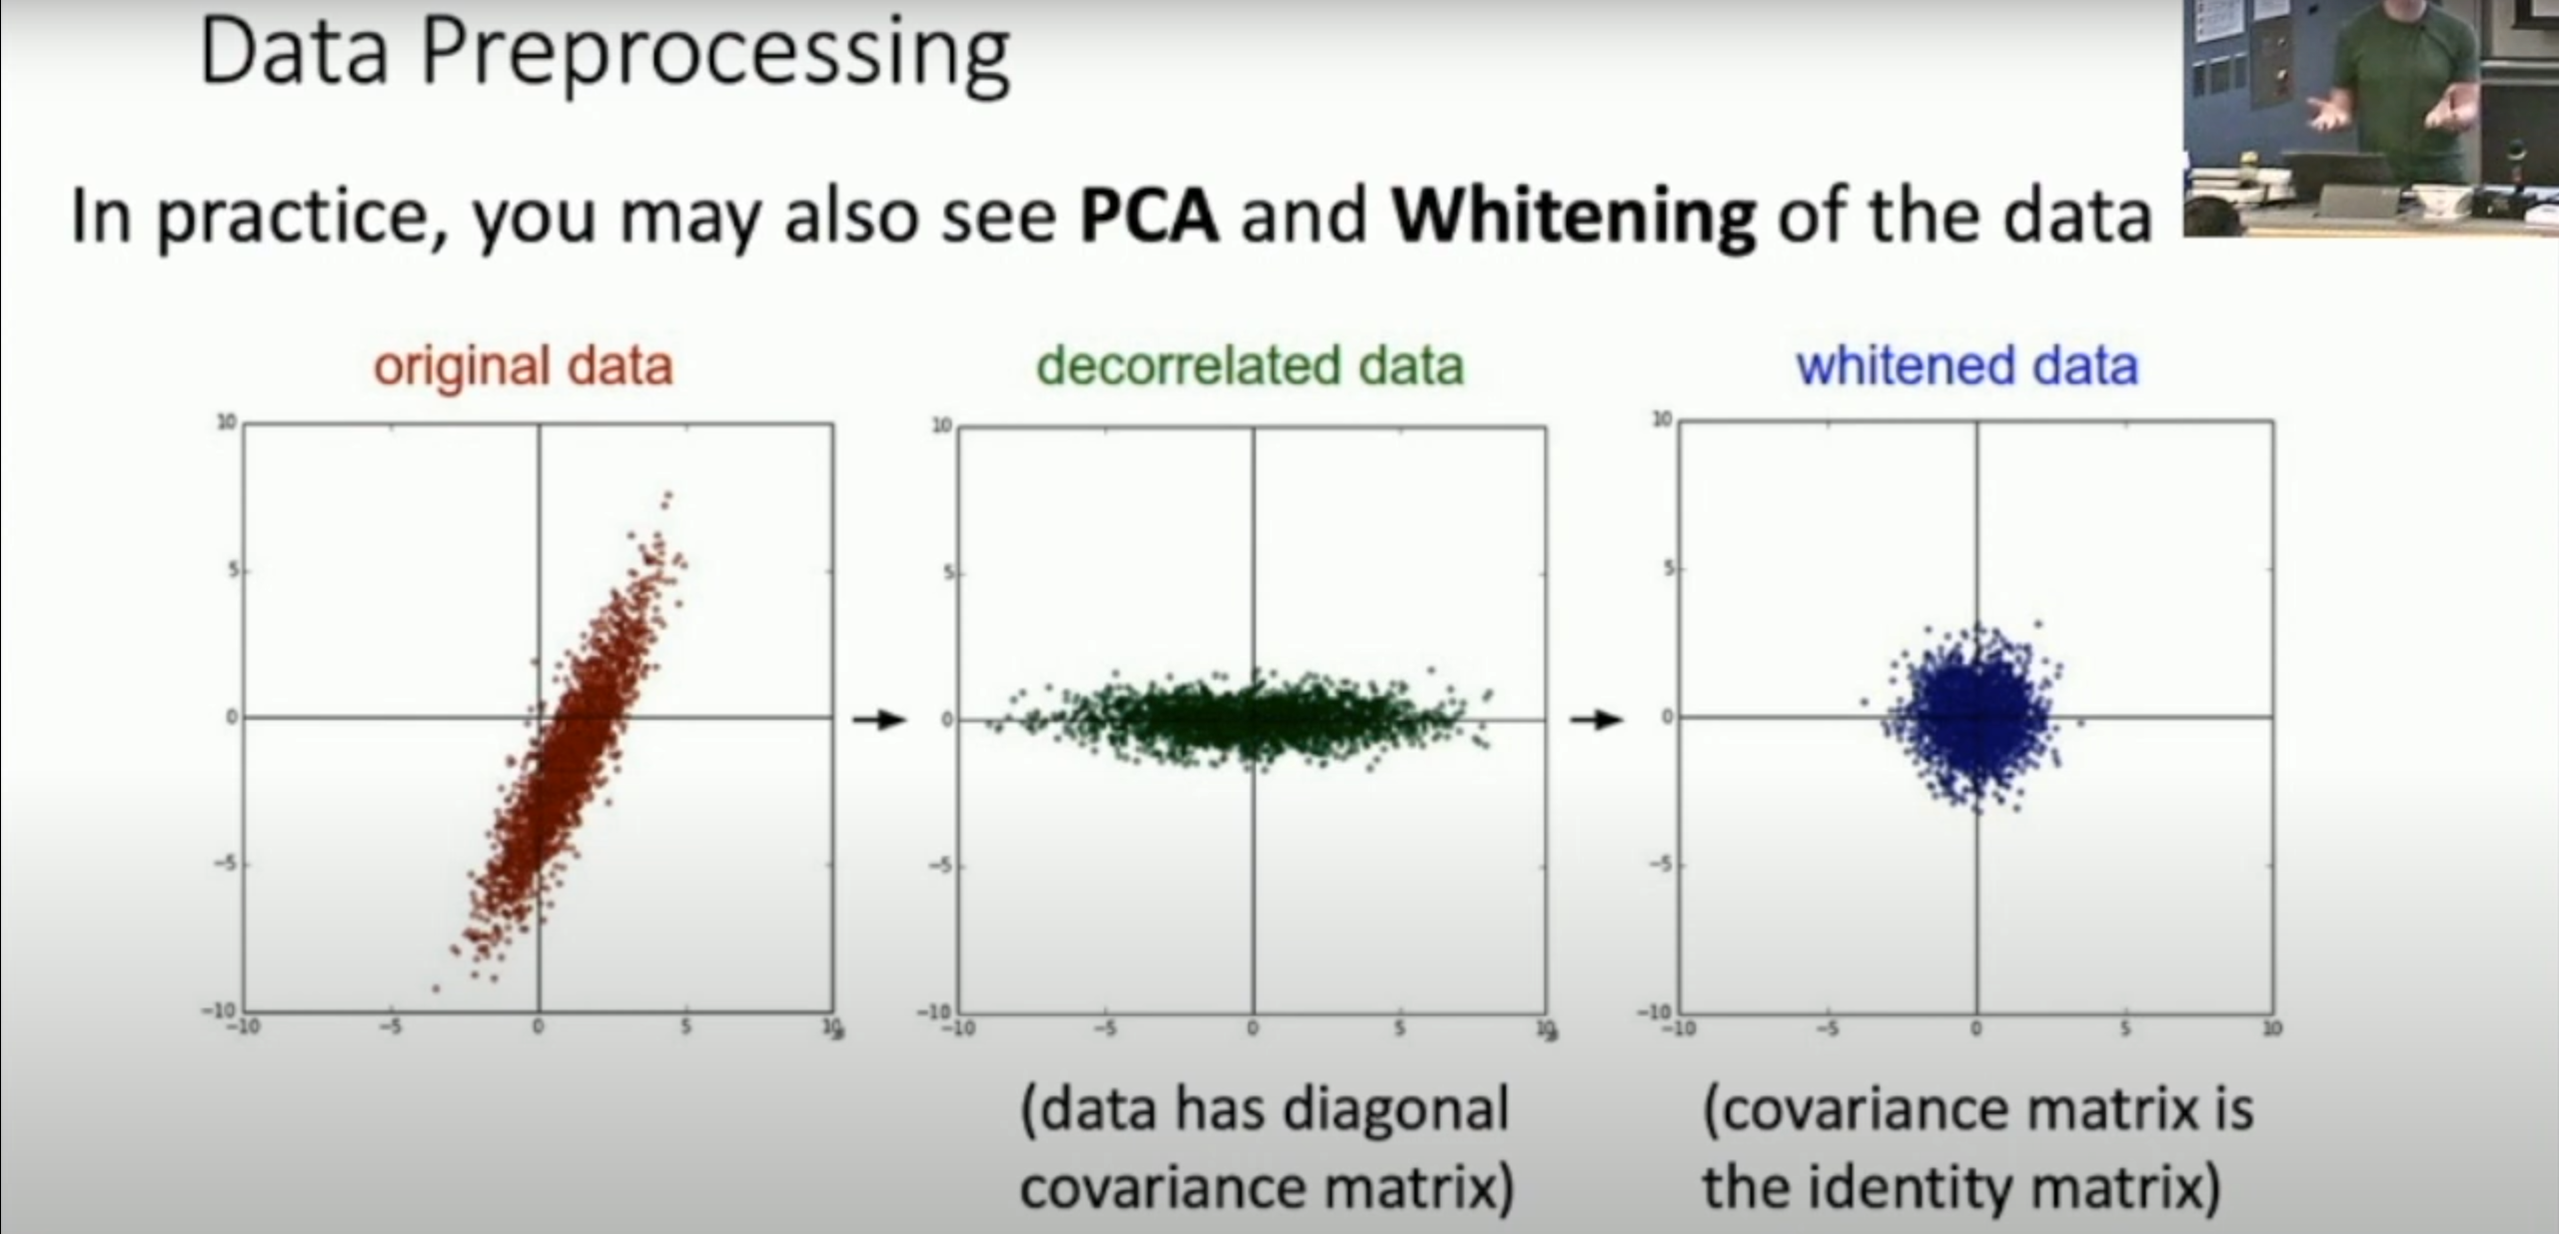 Data Preprocessing
In practice, you may also see PCA and Whitening of the data
original data
decorrelated data
whitened data
10
5
0
−5
−10
−10 −5 0 5 10
10
5
0
−5
−10
−10 −5 0 5 10
10
5
0
−5
−10
−10 −5 0 5 10
(data has diagonal
covariance matrix)
(covariance matrix is
the identity matrix)